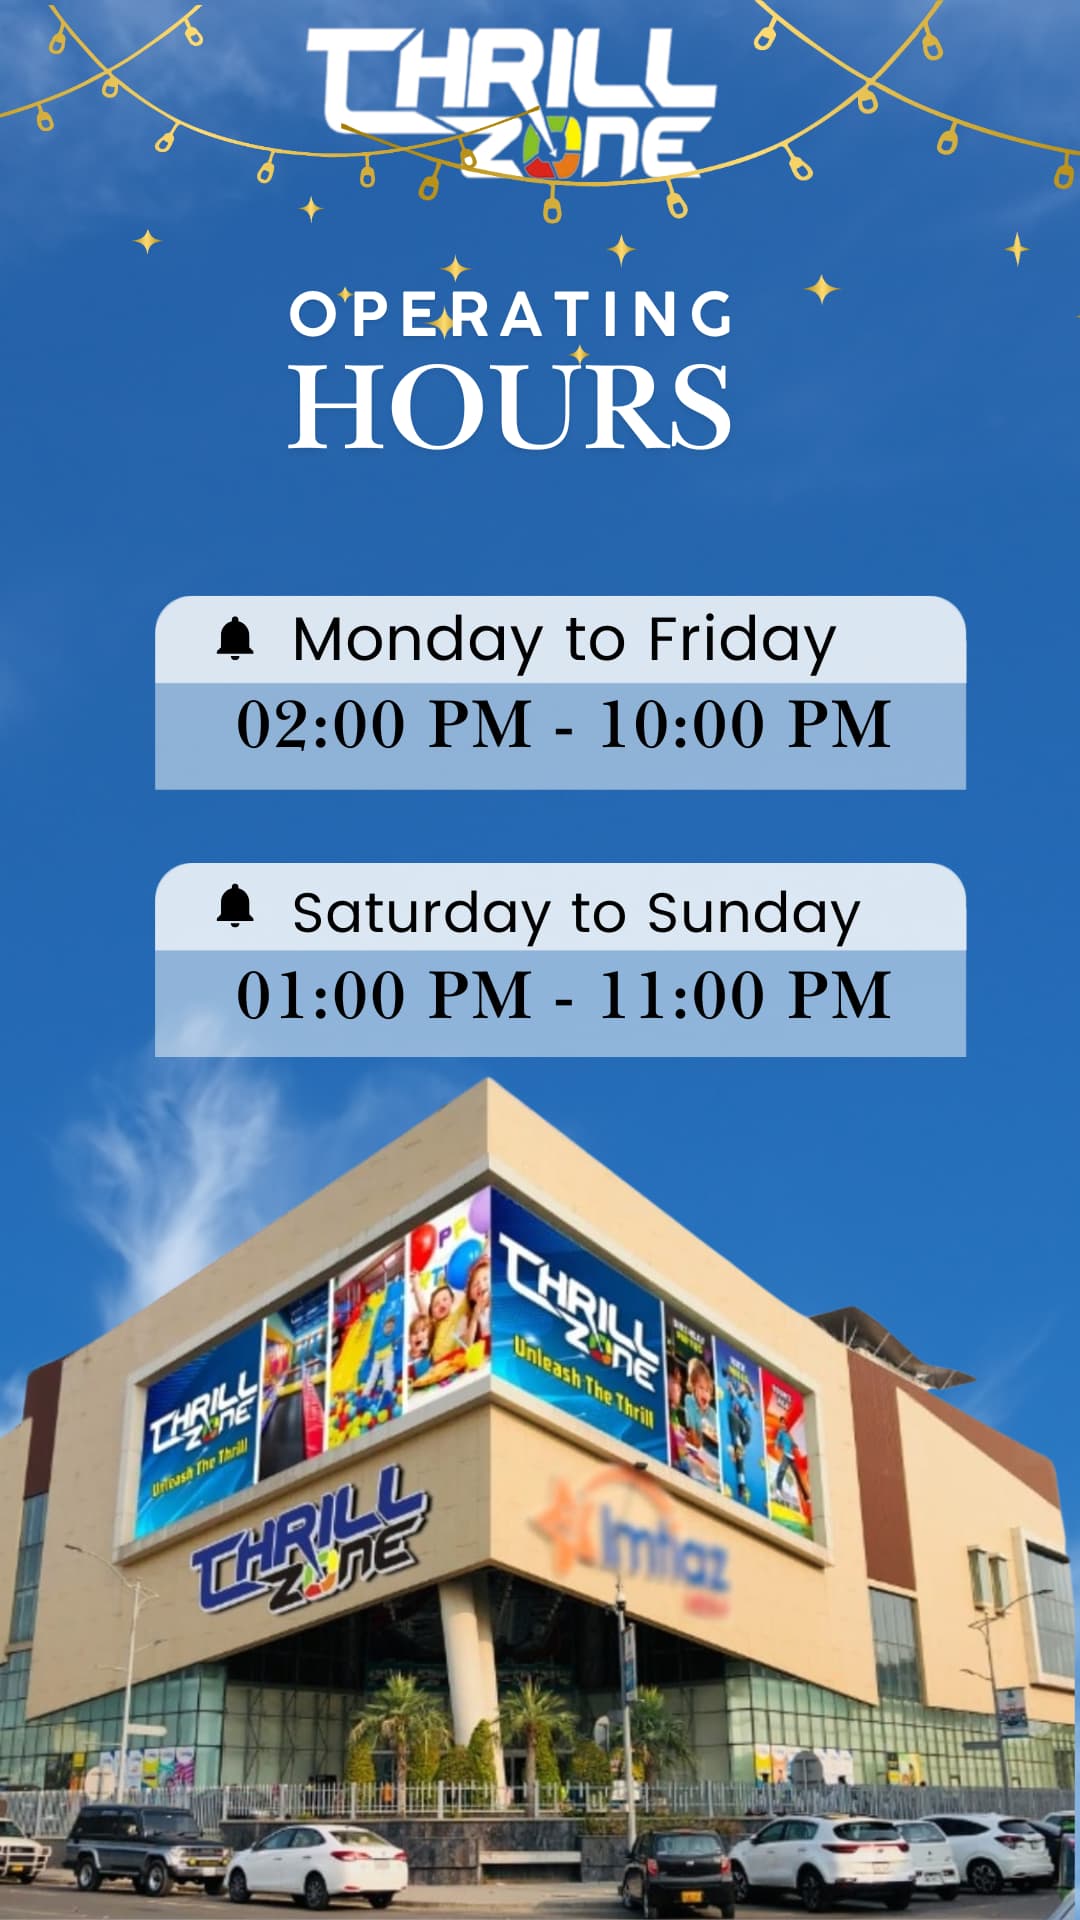 THRILL
ZONE
OPERATING
HOURS
Monday to Friday
02:00 PM - 10:00 PM
Saturday to Sunday
01:00 PM - 11:00 PM
THRILL
ZONE
Unleash The Thrill
THRILL
ZONE
Unleash The Thrill
THRILL
ZONE
Imtiaz